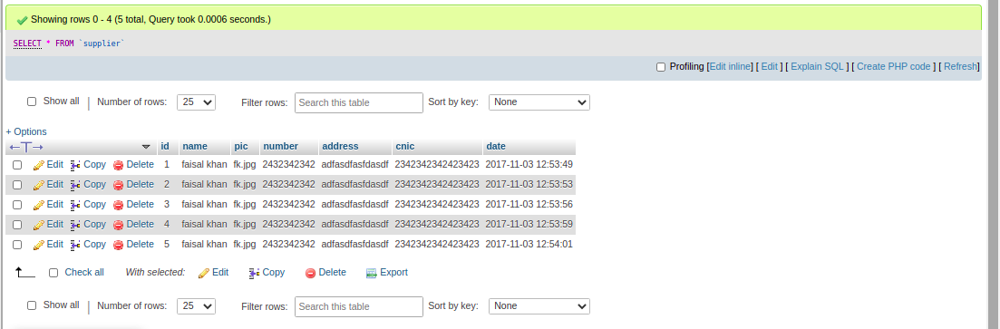 Showing rows 0 - 4 (5 total, Query took 0.0006 seconds.)
SELECT * FROM `supplier`
Profiling [Edit inline] [ Edit ] [ Explain SQL ] [ Create PHP code ] [ Refresh]
Show all | Number of rows: 25 Filter rows: Search this table Sort by key: None
+ Options
←T→ id name pic number address cnic date
Edit Copy Delete 1 faisal khan fk.jpg 2432342342 adfasdfasfdasdf 2342342342423423 2017-11-03 12:53:49
Edit Copy Delete 2 faisal khan fk.jpg 2432342342 adfasdfasfdasdf 2342342342423423 2017-11-03 12:53:53
Edit Copy Delete 3 faisal khan fk.jpg 2432342342 adfasdfasfdasdf 2342342342423423 2017-11-03 12:53:56
Edit Copy Delete 4 faisal khan fk.jpg 2432342342 adfasdfasfdasdf 2342342342423423 2017-11-03 12:53:59
Edit Copy Delete 5 faisal khan fk.jpg 2432342342 adfasdfasfdasdf 2342342342423423 2017-11-03 12:54:01
Check all With selected: Edit Copy Delete Export
Show all | Number of rows: 25 Filter rows: Search this table Sort by key: None